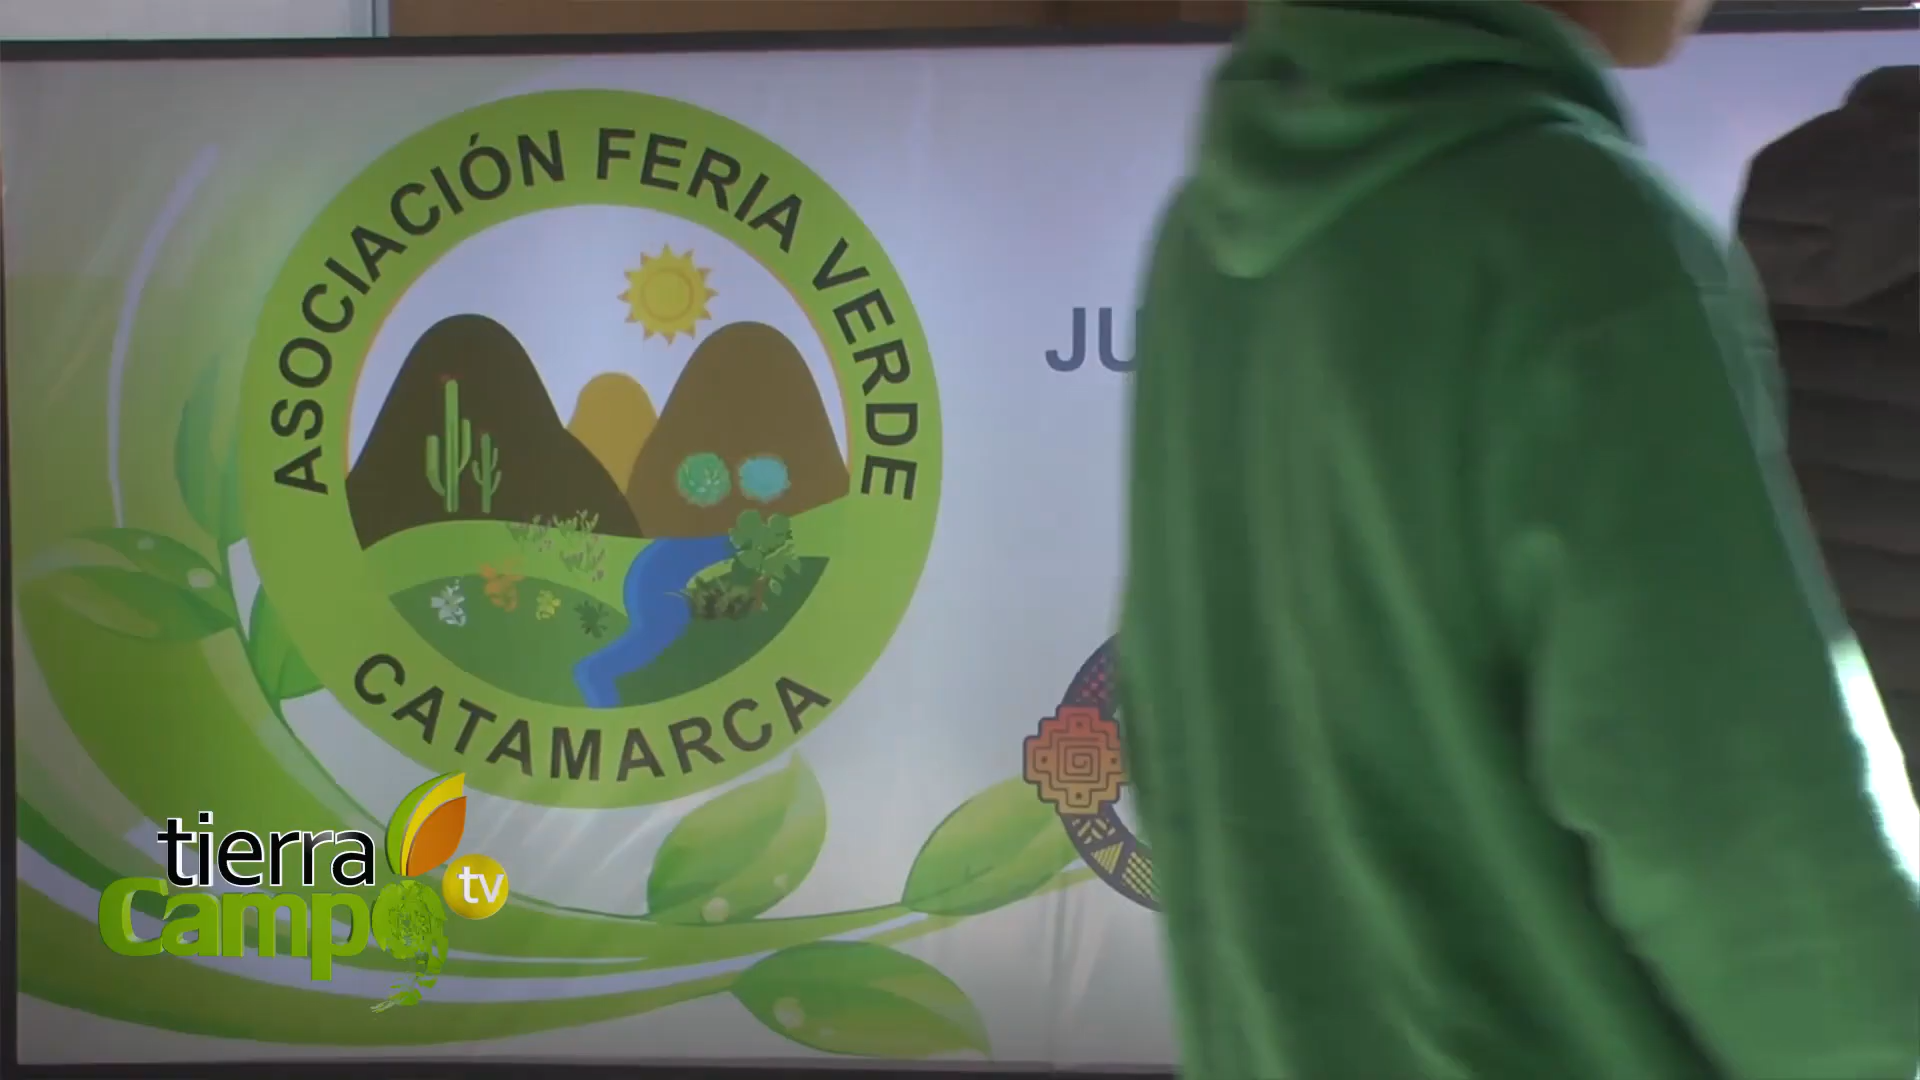 ASOCIACIÓN FERIA VERDE
CATAMARCA
JU
tierra
Campo
tv